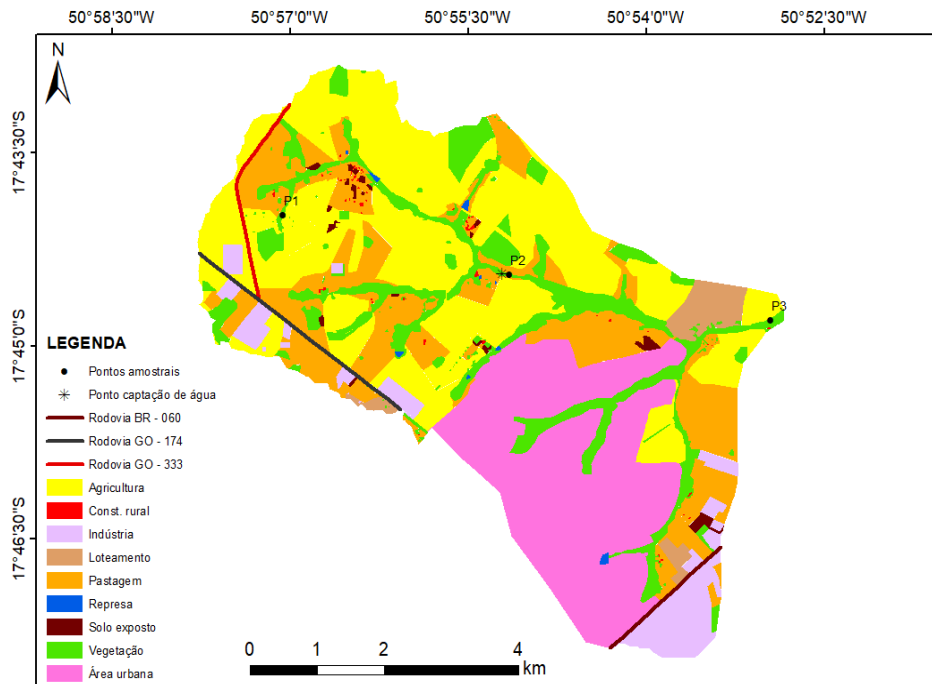 50°58'30"W 50°57'0"W 50°55'30"W 50°54'0"W 50°52'30"W
N
17°43'30"S
P1
P2
P3
17°45'0"S
LEGENDA
Pontos amostrais
Ponto captação de água
Rodovia BR - 060
Rodovia GO - 174
Rodovia GO - 333
Agricultura
Const. rural
Indústria
17°46'30"S
Loteamento
Pastagem
Represa
Solo exposto
Vegetação
Área urbana
0 1 2 4
km